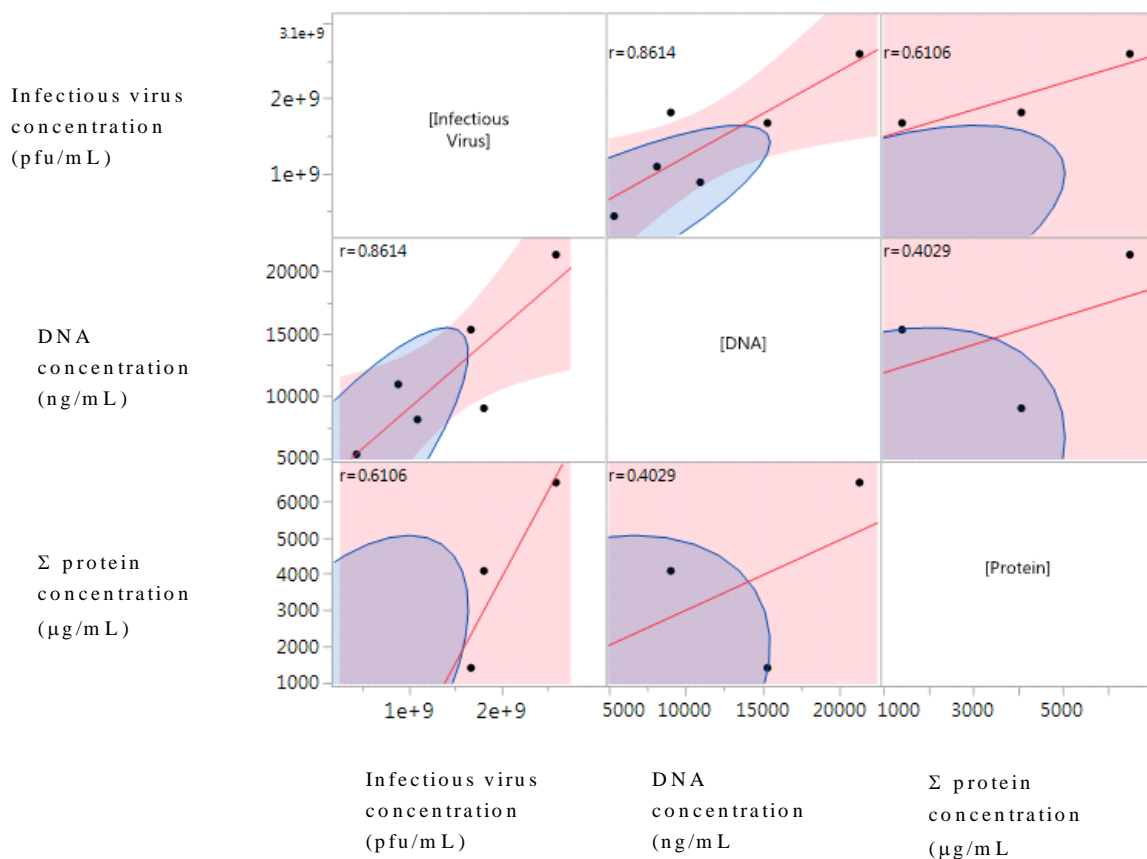 3.1e+9
Infectious virus
concentration
(pfu/mL)
2e+9
1e+9
[Infectious
Virus]
r=0.8614
r=0.6106
DNA
concentration
(ng/mL)
20000
15000
10000
5000
r=0.8614
[DNA]
r=0.4029
Σ protein
concentration
(μg/mL)
6000
5000
4000
3000
2000
1000
r=0.6106
r=0.4029
[Protein]
1e+9 2e+9
5000 10000 15000 20000
1000 3000 5000
Infectious virus
concentration
(pfu/mL)
DNA
concentration
(ng/mL)
Σ protein
concentration
(μg/mL